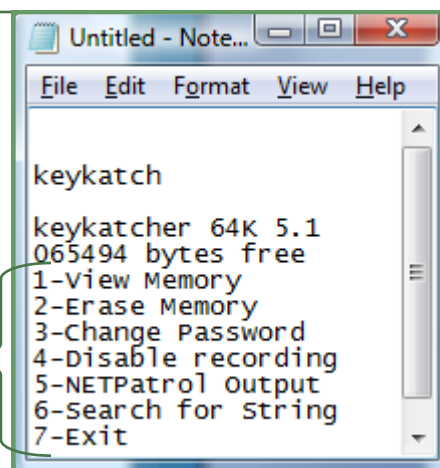 Untitled - Note...
File Edit Format View Help
keykatch
keykatcher 64K 5.1
065494 bytes free
1-View Memory
2-Erase Memory
3-Change Password
4-Disable recording
5-NETPatrol Output
6-Search for String
7-Exit